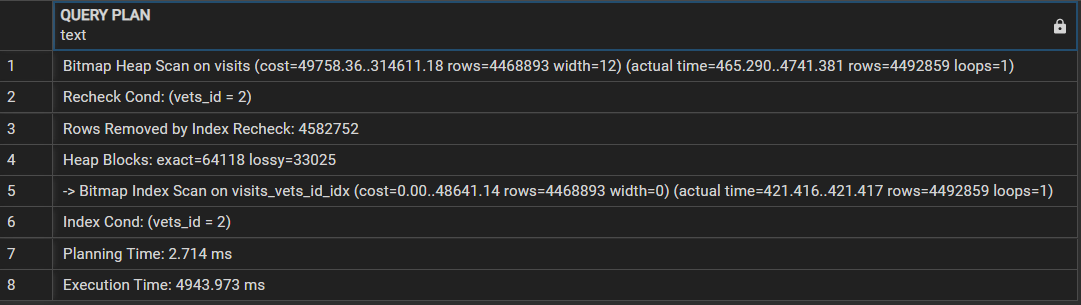 QUERY PLAN
text
1 Bitmap Heap Scan on visits (cost=49758.36..314611.18 rows=4468893 width=12) (actual time=465.290..4741.381 rows=4492859 loops=1)
2 Recheck Cond: (vets_id = 2)
3 Rows Removed by Index Recheck: 4582752
4 Heap Blocks: exact=64118 lossy=33025
5 -> Bitmap Index Scan on visits_vets_id_idx (cost=0.00..48641.14 rows=4468893 width=0) (actual time=421.416..421.417 rows=4492859 loops=1)
6 Index Cond: (vets_id = 2)
7 Planning Time: 2.714 ms
8 Execution Time: 4943.973 ms